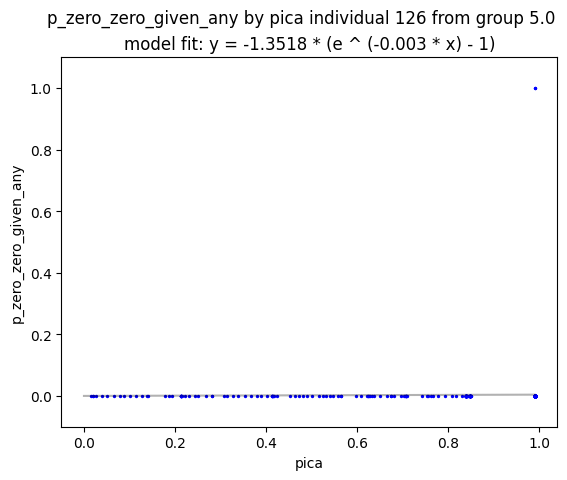 p_zero_zero_given_any by pica individual 126 from group 5.0
model fit: y = -1.3518 * (e ^ (-0.003 * x) - 1)
1.0
0.8
0.6
0.4
0.2
0.0
p_zero_zero_given_any
0.0 0.2 0.4 0.6 0.8 1.0
pica